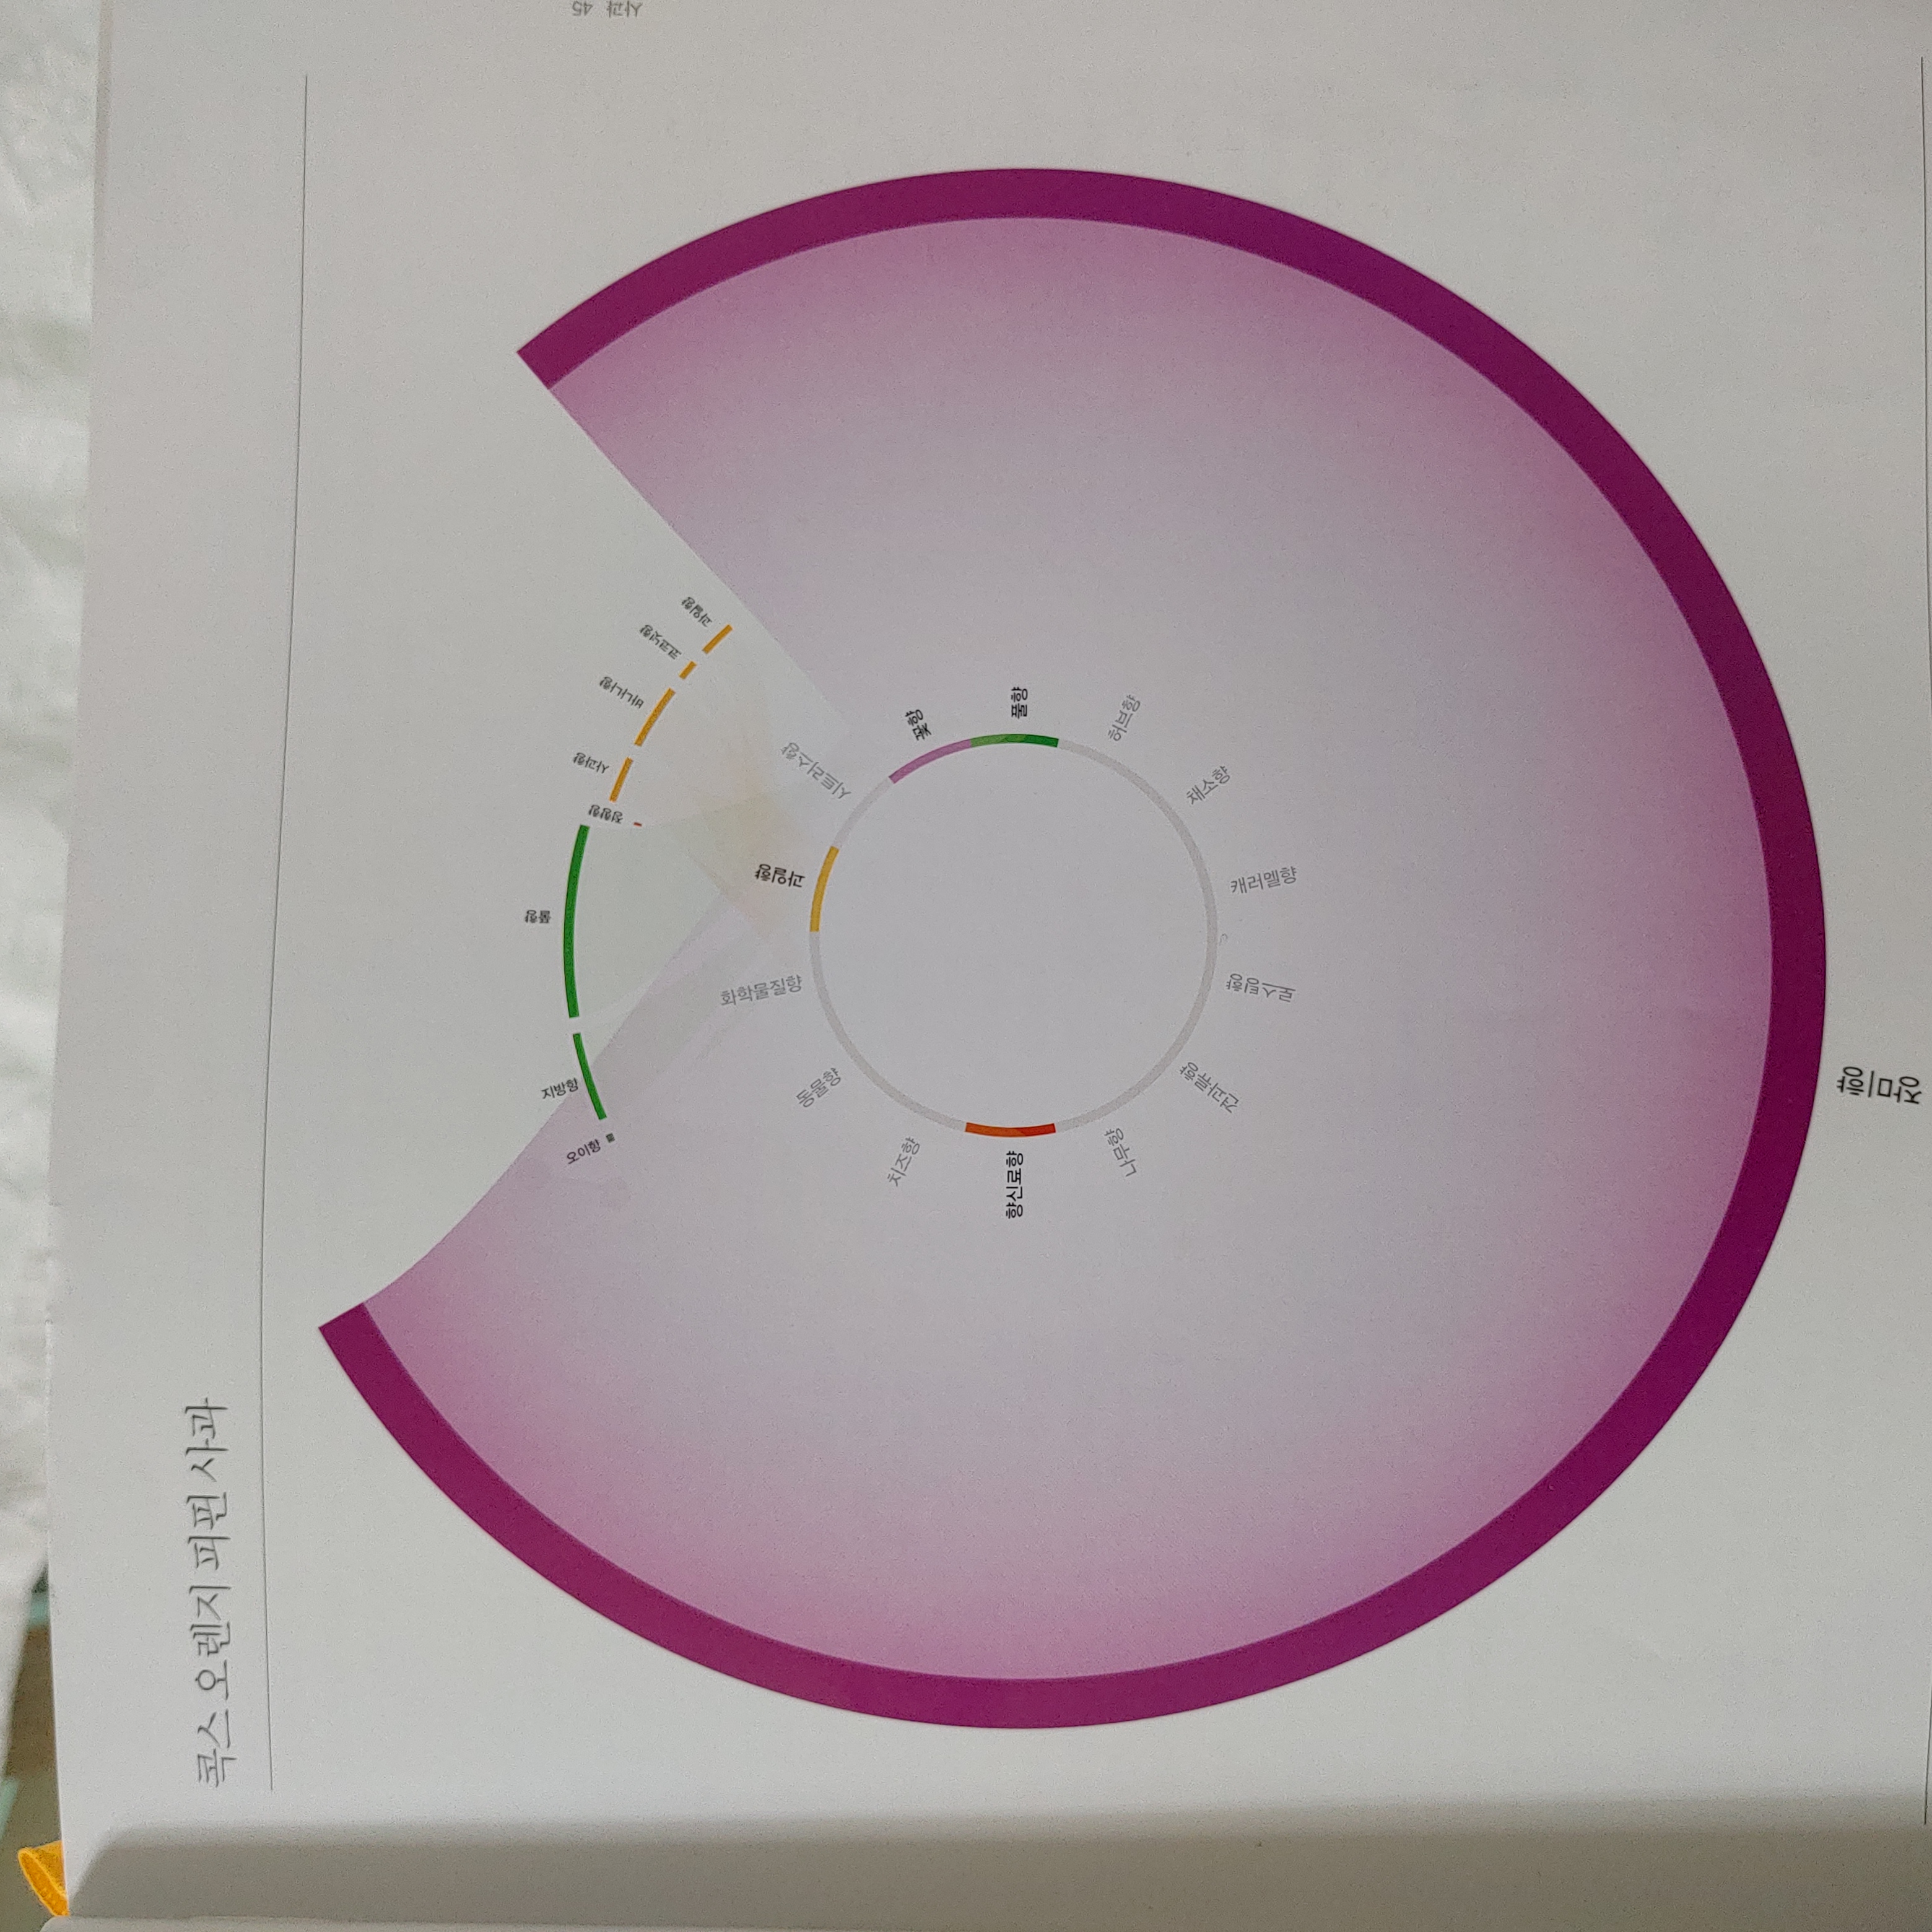 콕스 오렌지 피핀 사과
오이향
지방향
풀향
정향향
사과향
바나나향
코코넛향
과일향
화학물질향
과일향
시트러스향
꽃향
풀향
허브향
채소향
캐러멜향
로스팅향
견과류향
나무향
향신료향
치즈향
동물향
장미향
사과 45